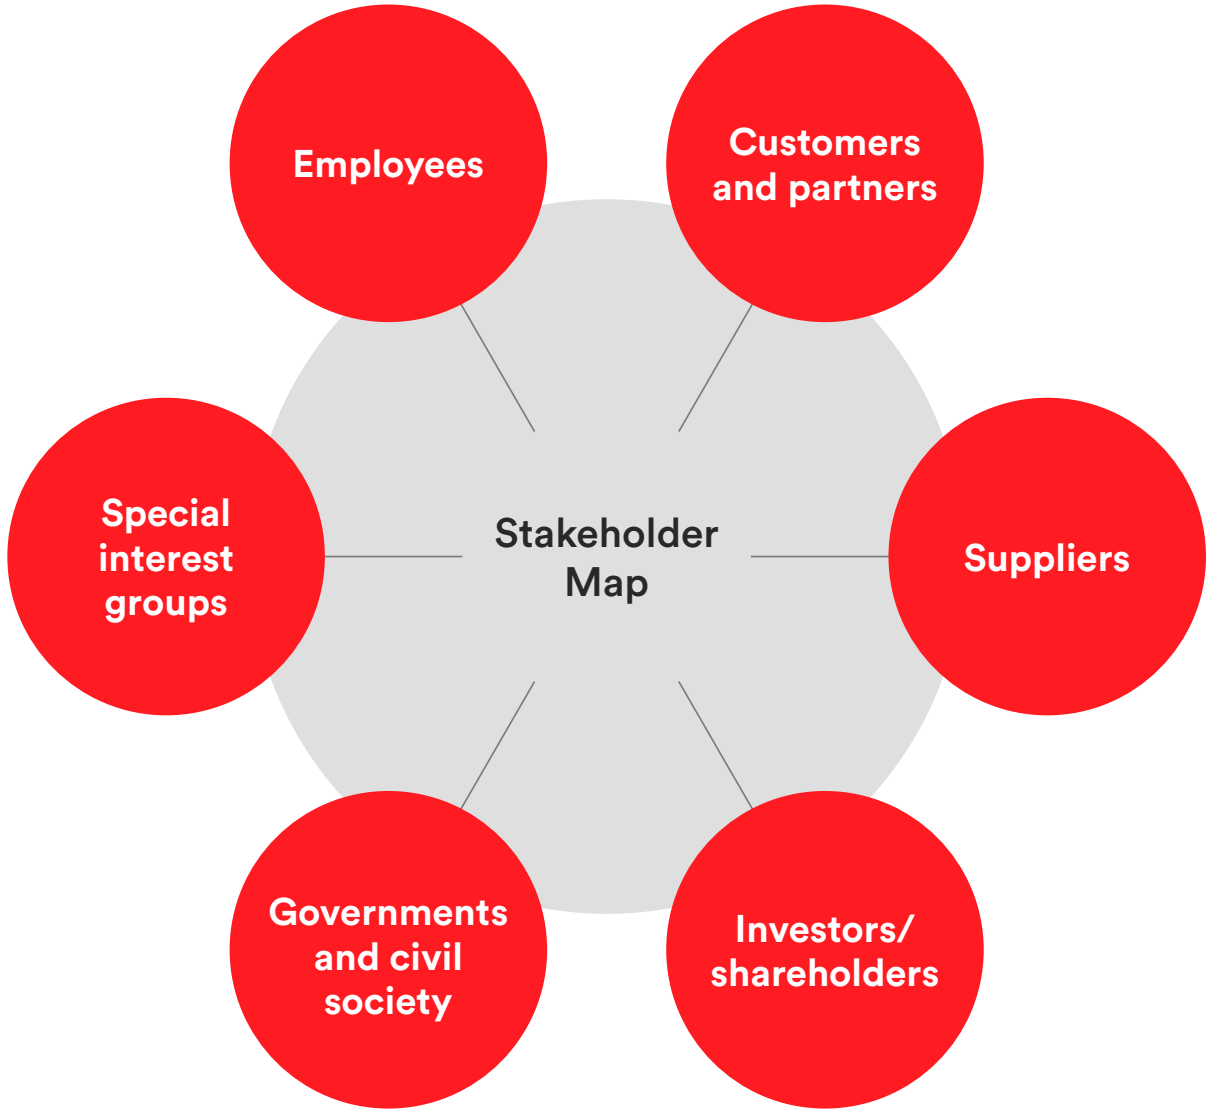 Employees
Customers
and partners
Special
interest
groups
Stakeholder
Map
Suppliers
Governments
and civil
society
Investors/
shareholders